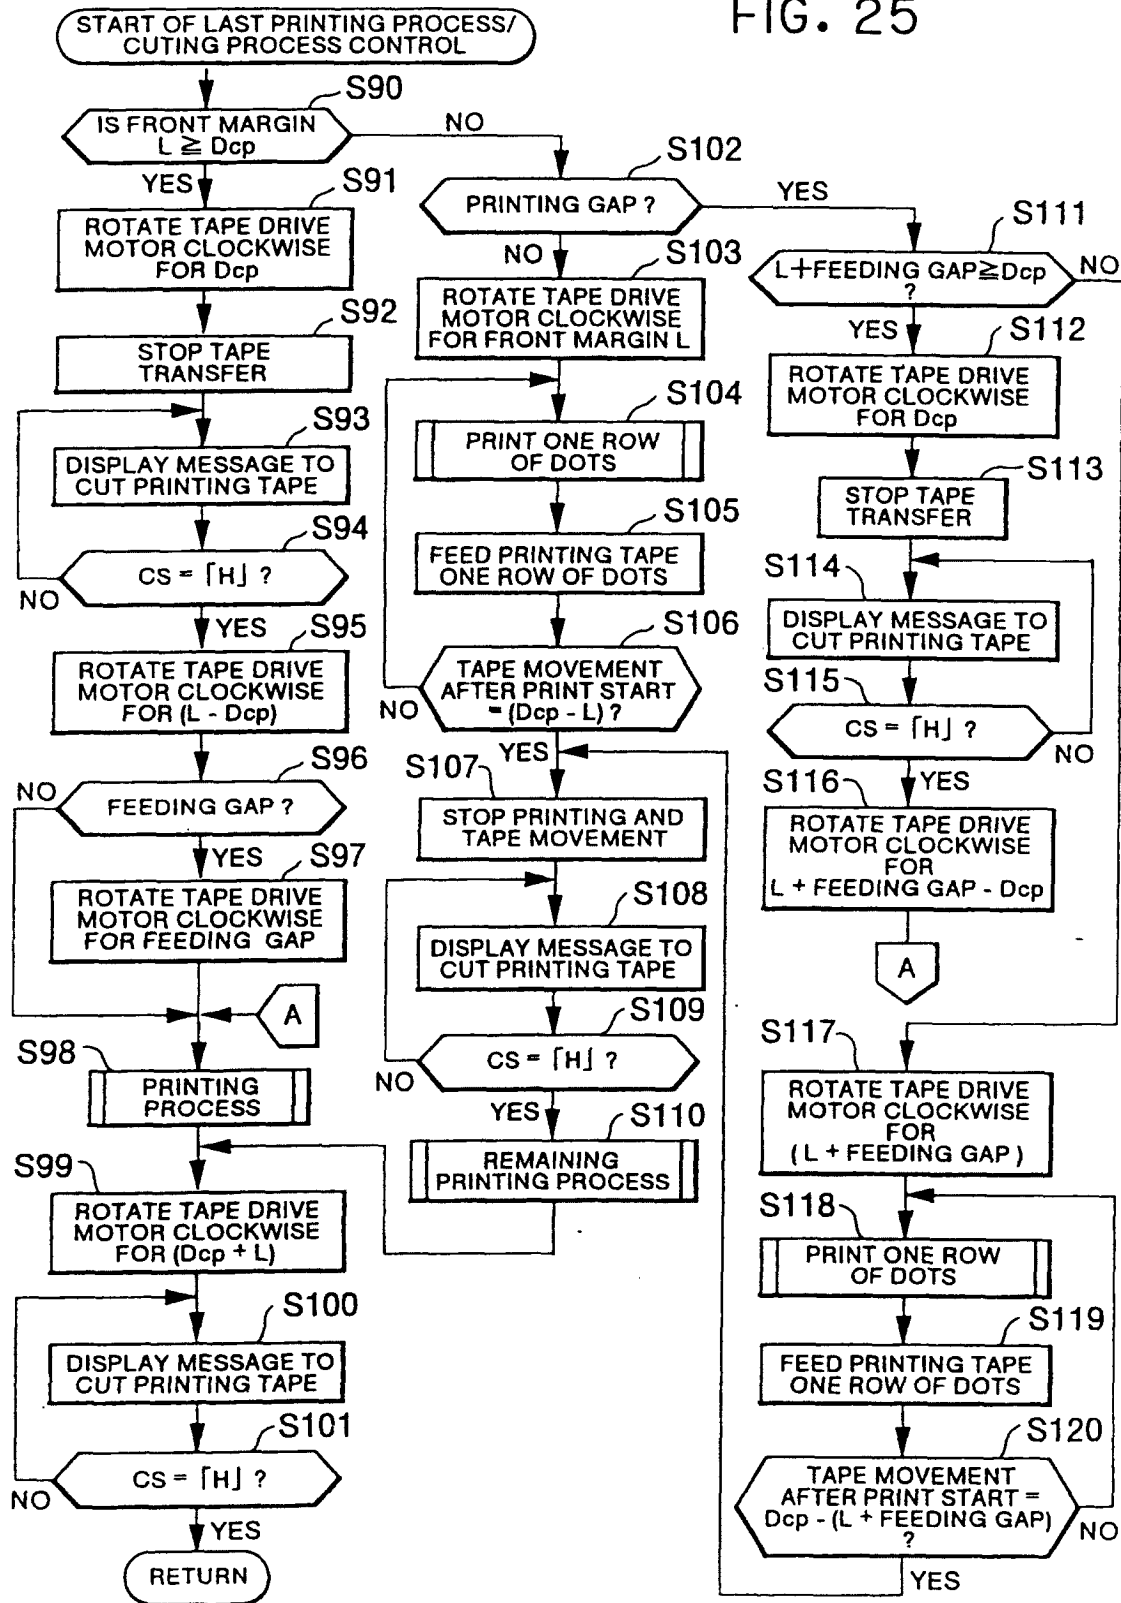 FIG. 25
START OF LAST PRINTING PROCESS/
CUTING PROCESS CONTROL
S90
IS FRONT MARGIN
L ≧ Dcp
NO
YES
S91
ROTATE TAPE DRIVE
MOTOR CLOCKWISE
FOR Dcp
S92
STOP TAPE
TRANSFER
S93
DISPLAY MESSAGE TO
CUT PRINTING TAPE
S94
CS = ⌈H⌋ ?
NO
YES
S95
ROTATE TAPE DRIVE
MOTOR CLOCKWISE
FOR (L - Dcp)
S96
NO
FEEDING GAP ?
YES
S97
ROTATE TAPE DRIVE
MOTOR CLOCKWISE
FOR FEEDING GAP
A
S98
PRINTING
PROCESS
S99
ROTATE TAPE DRIVE
MOTOR CLOCKWISE
FOR (Dcp + L)
S100
DISPLAY MESSAGE TO
CUT PRINTING TAPE
S101
CS = ⌈H⌋ ?
NO
YES
RETURN
S102
PRINTING GAP ?
YES
NO
S103
ROTATE TAPE DRIVE
MOTOR CLOCKWISE
FOR FRONT MARGIN L
S104
PRINT ONE ROW
OF DOTS
S105
FEED PRINTING TAPE
ONE ROW OF DOTS
S106
TAPE MOVEMENT
AFTER PRINT START
= (Dcp - L) ?
NO
YES
S107
STOP PRINTING AND
TAPE MOVEMENT
S108
DISPLAY MESSAGE TO
CUT PRINTING TAPE
S109
CS = ⌈H⌋ ?
NO
YES
S110
REMAINING
PRINTING PROCESS
S111
L+FEEDING GAP≧Dcp
?
NO
YES
S112
ROTATE TAPE DRIVE
MOTOR CLOCKWISE
FOR Dcp
S113
STOP TAPE
TRANSFER
S114
DISPLAY MESSAGE TO
CUT PRINTING TAPE
S115
CS = ⌈H⌋ ?
NO
YES
S116
ROTATE TAPE DRIVE
MOTOR CLOCKWISE
FOR
L + FEEDING GAP - Dcp
A
S117
ROTATE TAPE DRIVE
MOTOR CLOCKWISE
FOR
(L + FEEDING GAP)
S118
PRINT ONE ROW
OF DOTS
S119
FEED PRINTING TAPE
ONE ROW OF DOTS
S120
TAPE MOVEMENT
AFTER PRINT START =
Dcp - (L + FEEDING GAP)
?
NO
YES